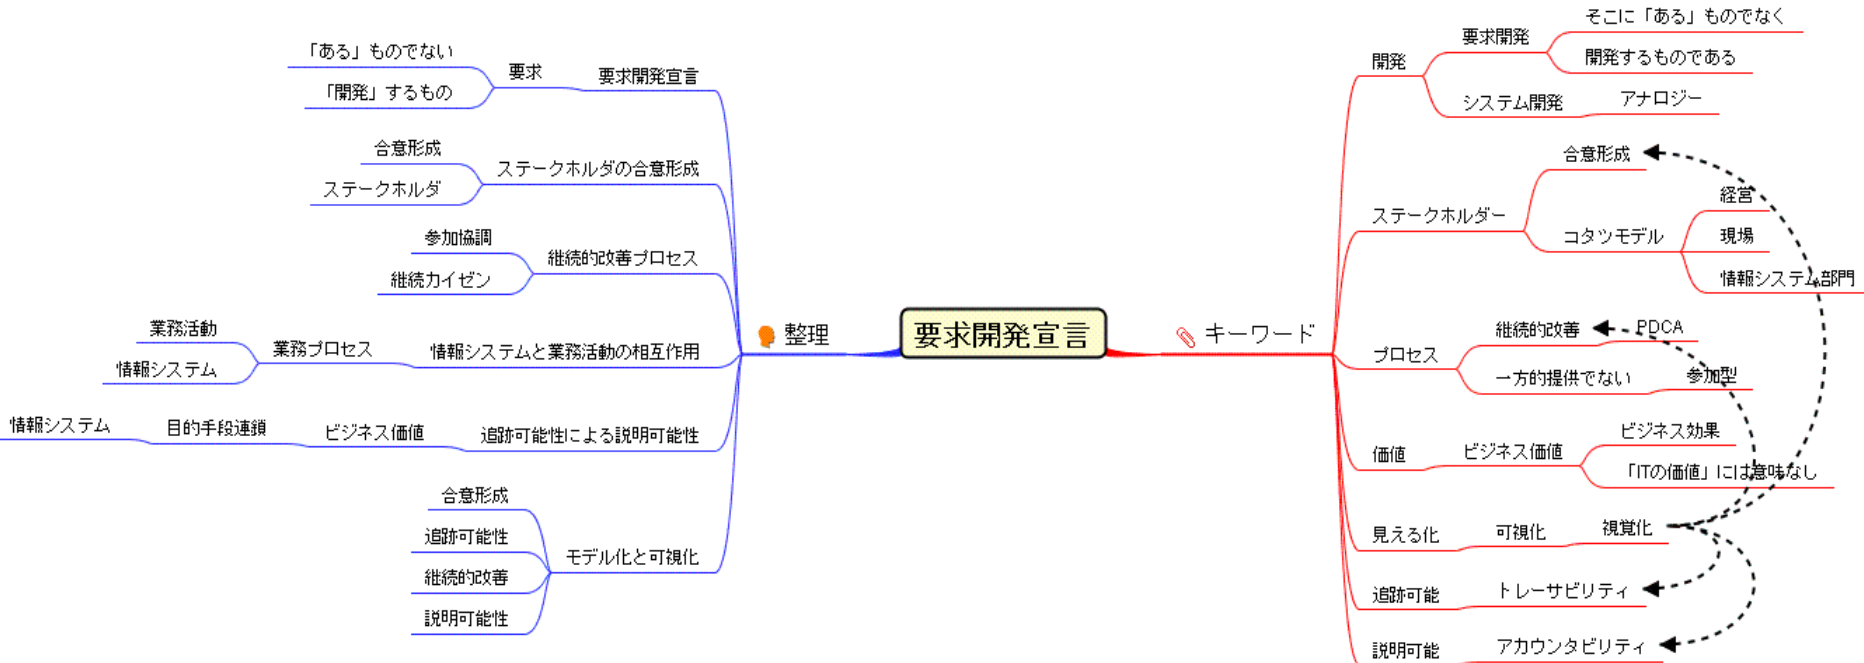 要求開発宣言
整理
要求開発宣言
要求
「ある」ものでない
「開発」するもの
ステークホルダの合意形成
合意形成
ステークホルダ
継続的改善プロセス
参加協調
継続カイゼン
情報システムと業務活動の相互作用
業務プロセス
業務活動
情報システム
追跡可能性による説明可能性
ビジネス価値
目的手段連鎖
情報システム
モデル化と可視化
合意形成
追跡可能性
継続的改善
説明可能性
キーワード
開発
要求開発
そこに「ある」ものでなく
開発するものである
システム開発
アナロジー
ステークホルダー
合意形成
コタツモデル
経営
現場
情報システム部門
プロセス
継続的改善
PDCA
一方的提供でない
参加型
価値
ビジネス価値
ビジネス効果
「ITの価値」には意味なし
見える化
可視化
視覚化
追跡可能
トレーサビリティ
説明可能
アカウンタビリティ